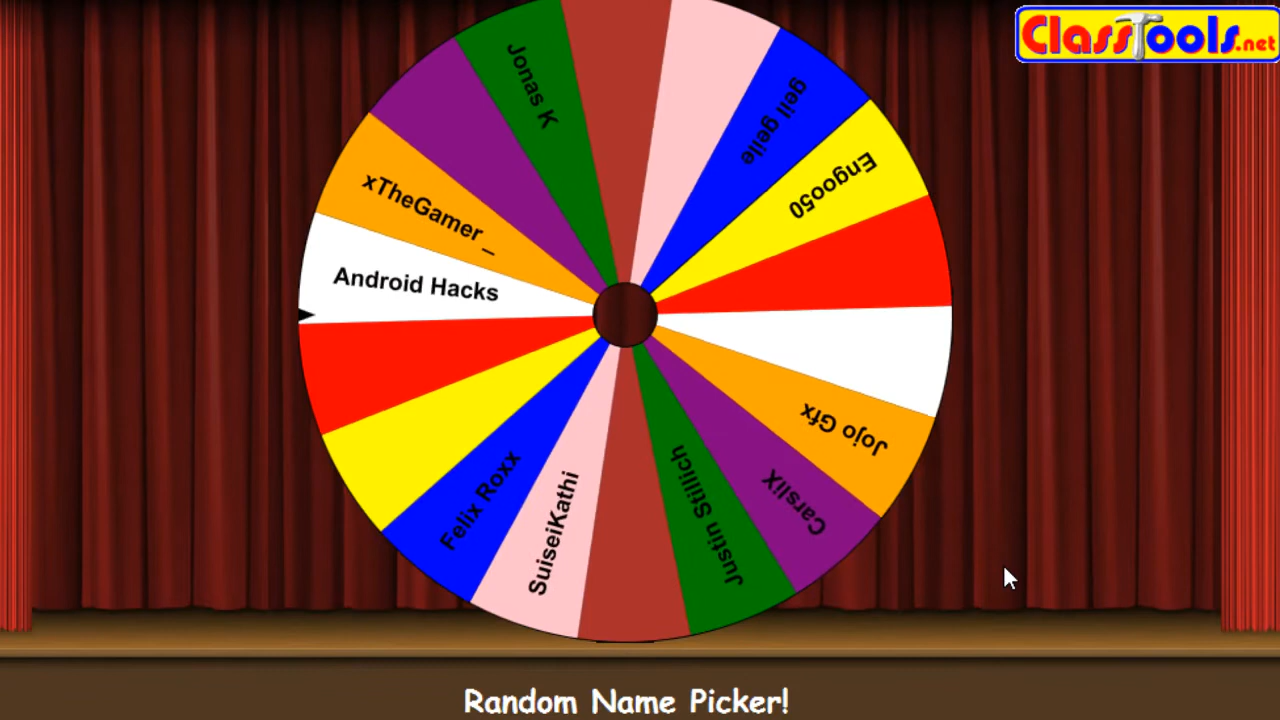 ClassTools.net
Jonas K
geil geile
Engoo50
xTheGamer_
Android Hacks
Jojo Gfx
CarsliX
Justin Stillich
Felix Roxx
SuiseiKathi
Random Name Picker!